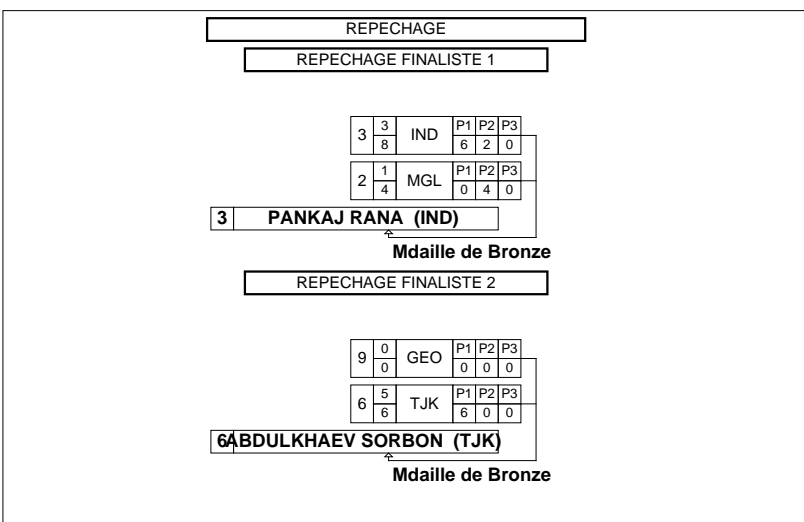 REPECHAGE
REPECHAGE FINALISTE 1
3 3 IND P1 P2 P3
8 6 2 0
2 1 MGL P1 P2 P3
4 0 4 0
3 PANKAJ RANA (IND)
Mdaille de Bronze
REPECHAGE FINALISTE 2
9 0 GEO P1 P2 P3
0 0 0 0
6 5 TJK P1 P2 P3
6 6 0 0
6 ABDULKHAEV SORBON (TJK)
Mdaille de Bronze